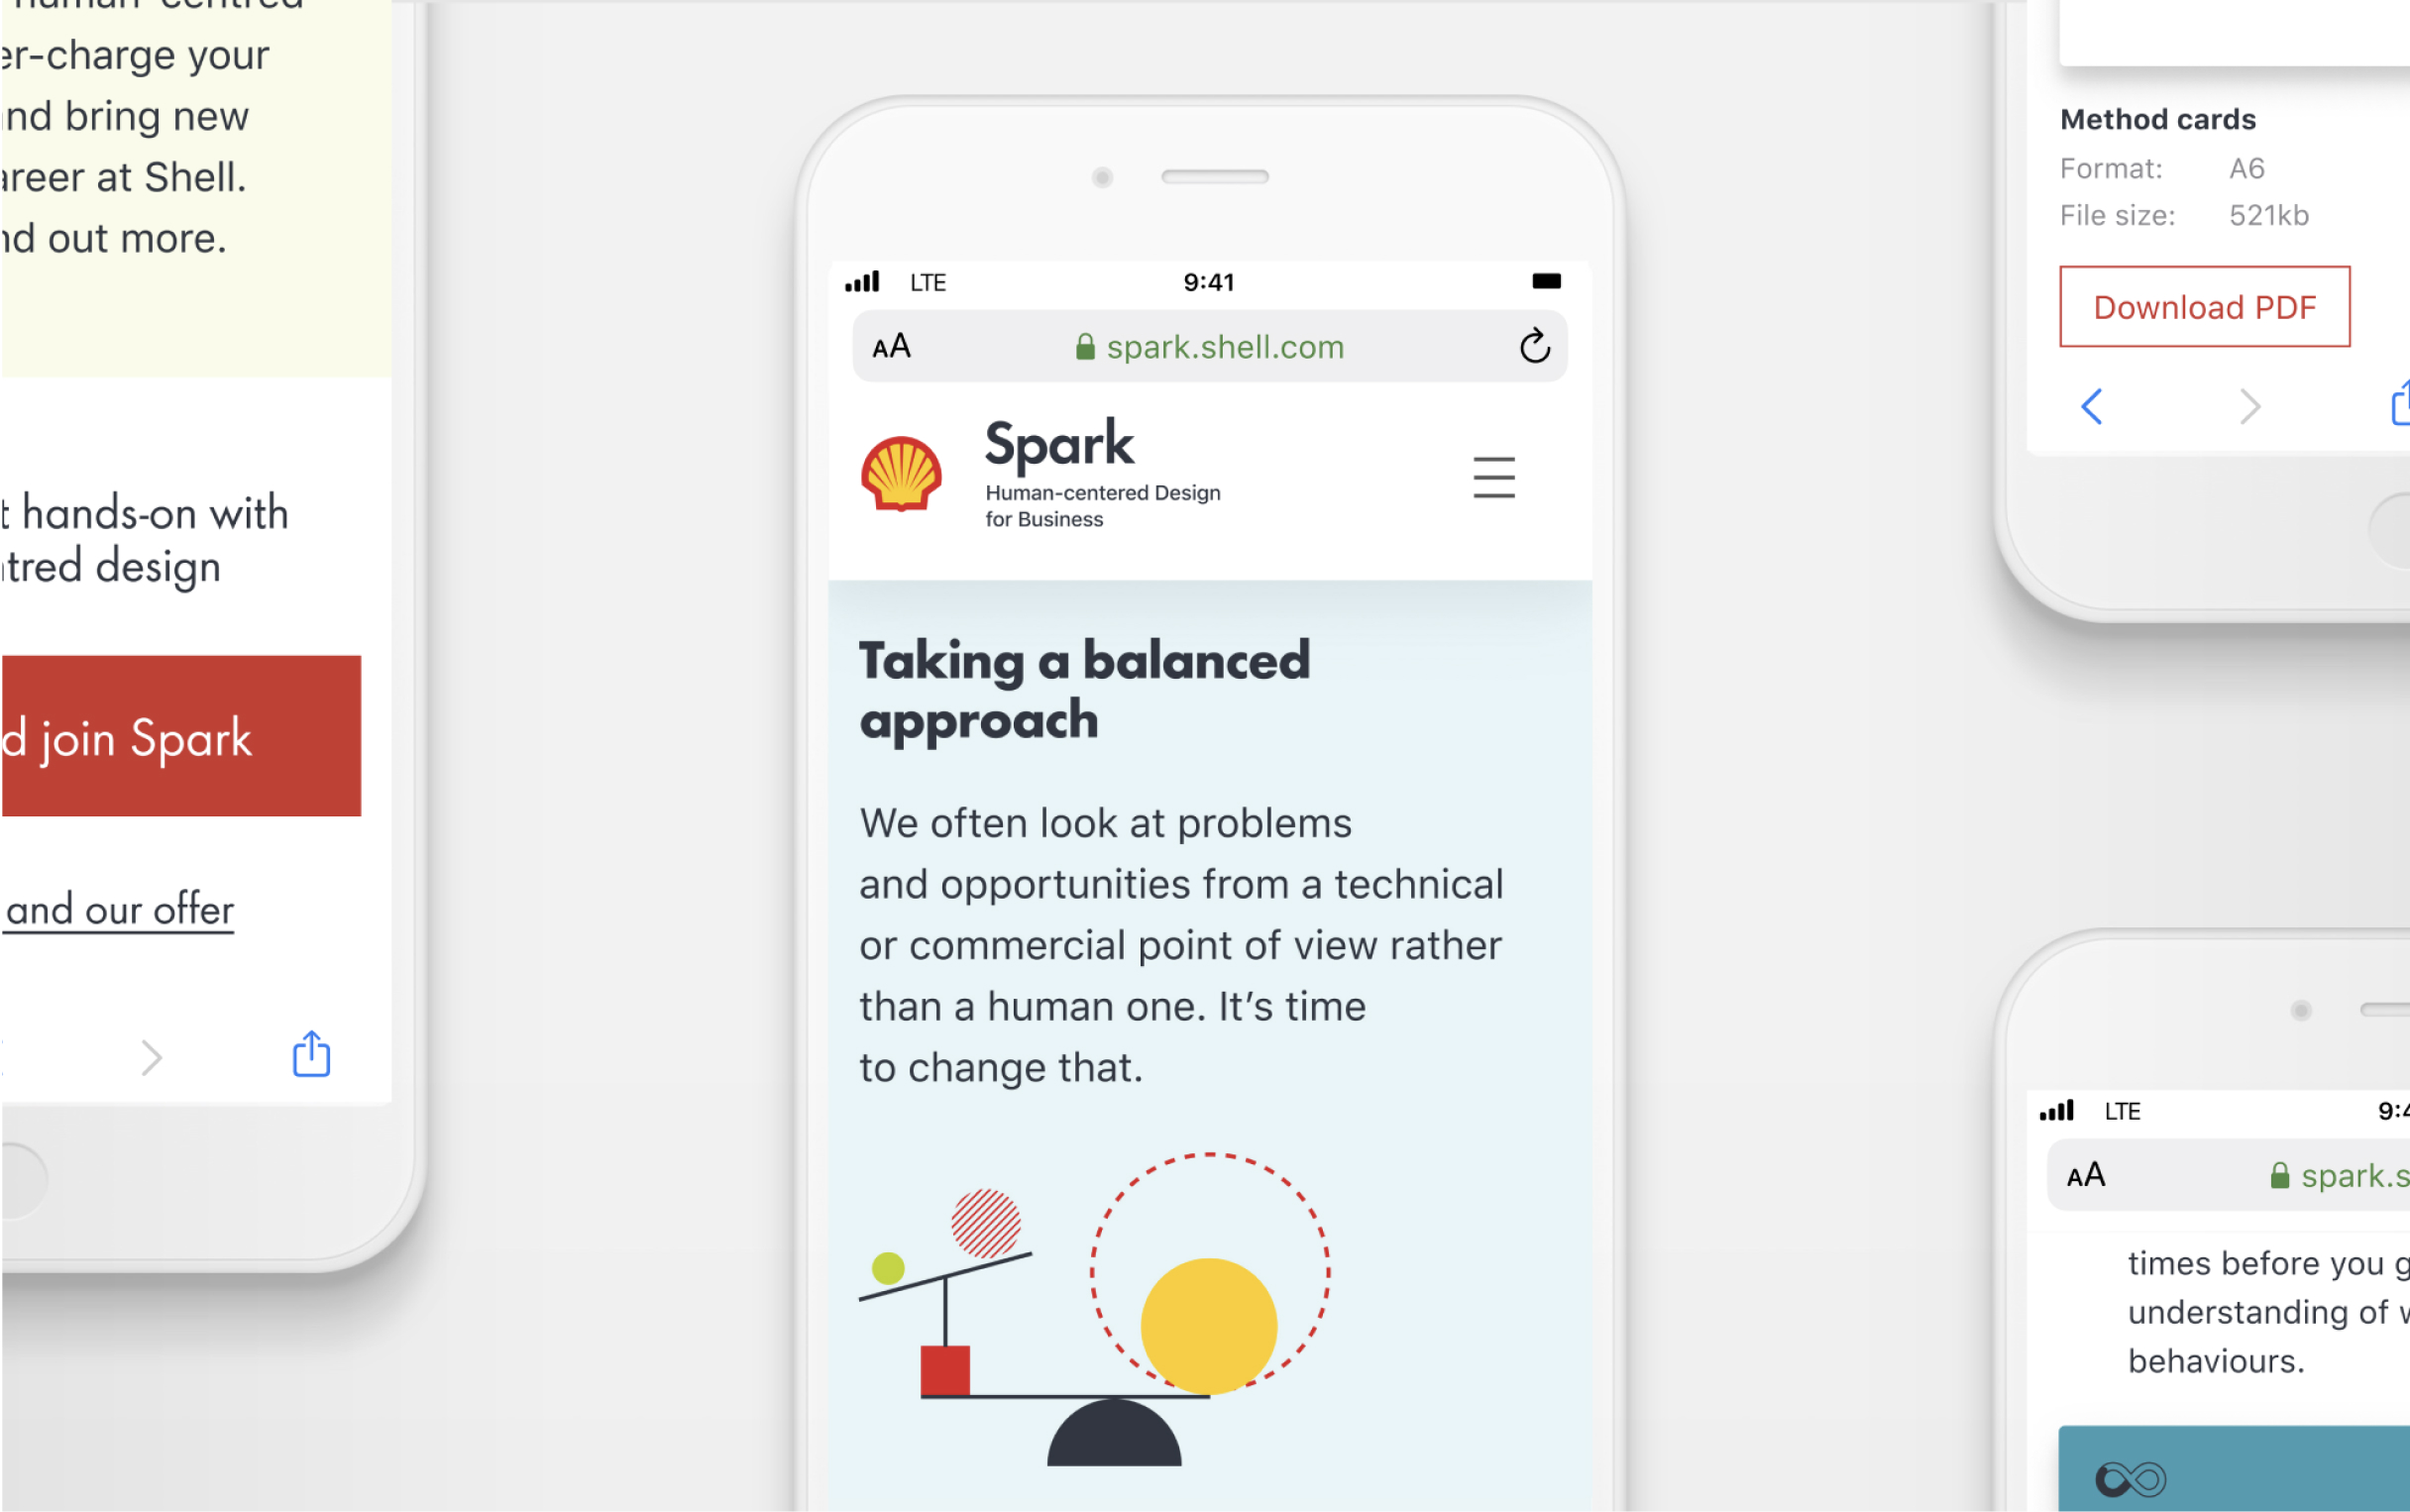 er-charge your
nd bring new
areer at Shell.
nd out more.
t hands-on with
tred design
d join Spark
and our offer
LTE
9:41
AA
spark.shell.com
Spark
Human-centered Design
for Business
Taking a balanced
approach
We often look at problems
and opportunities from a technical
or commercial point of view rather
than a human one. It’s time
to change that.
Method cards
Format: A6
File size: 521kb
Download PDF
LTE
9:4
AA
spark.s
times before you g
understanding of
behaviours.